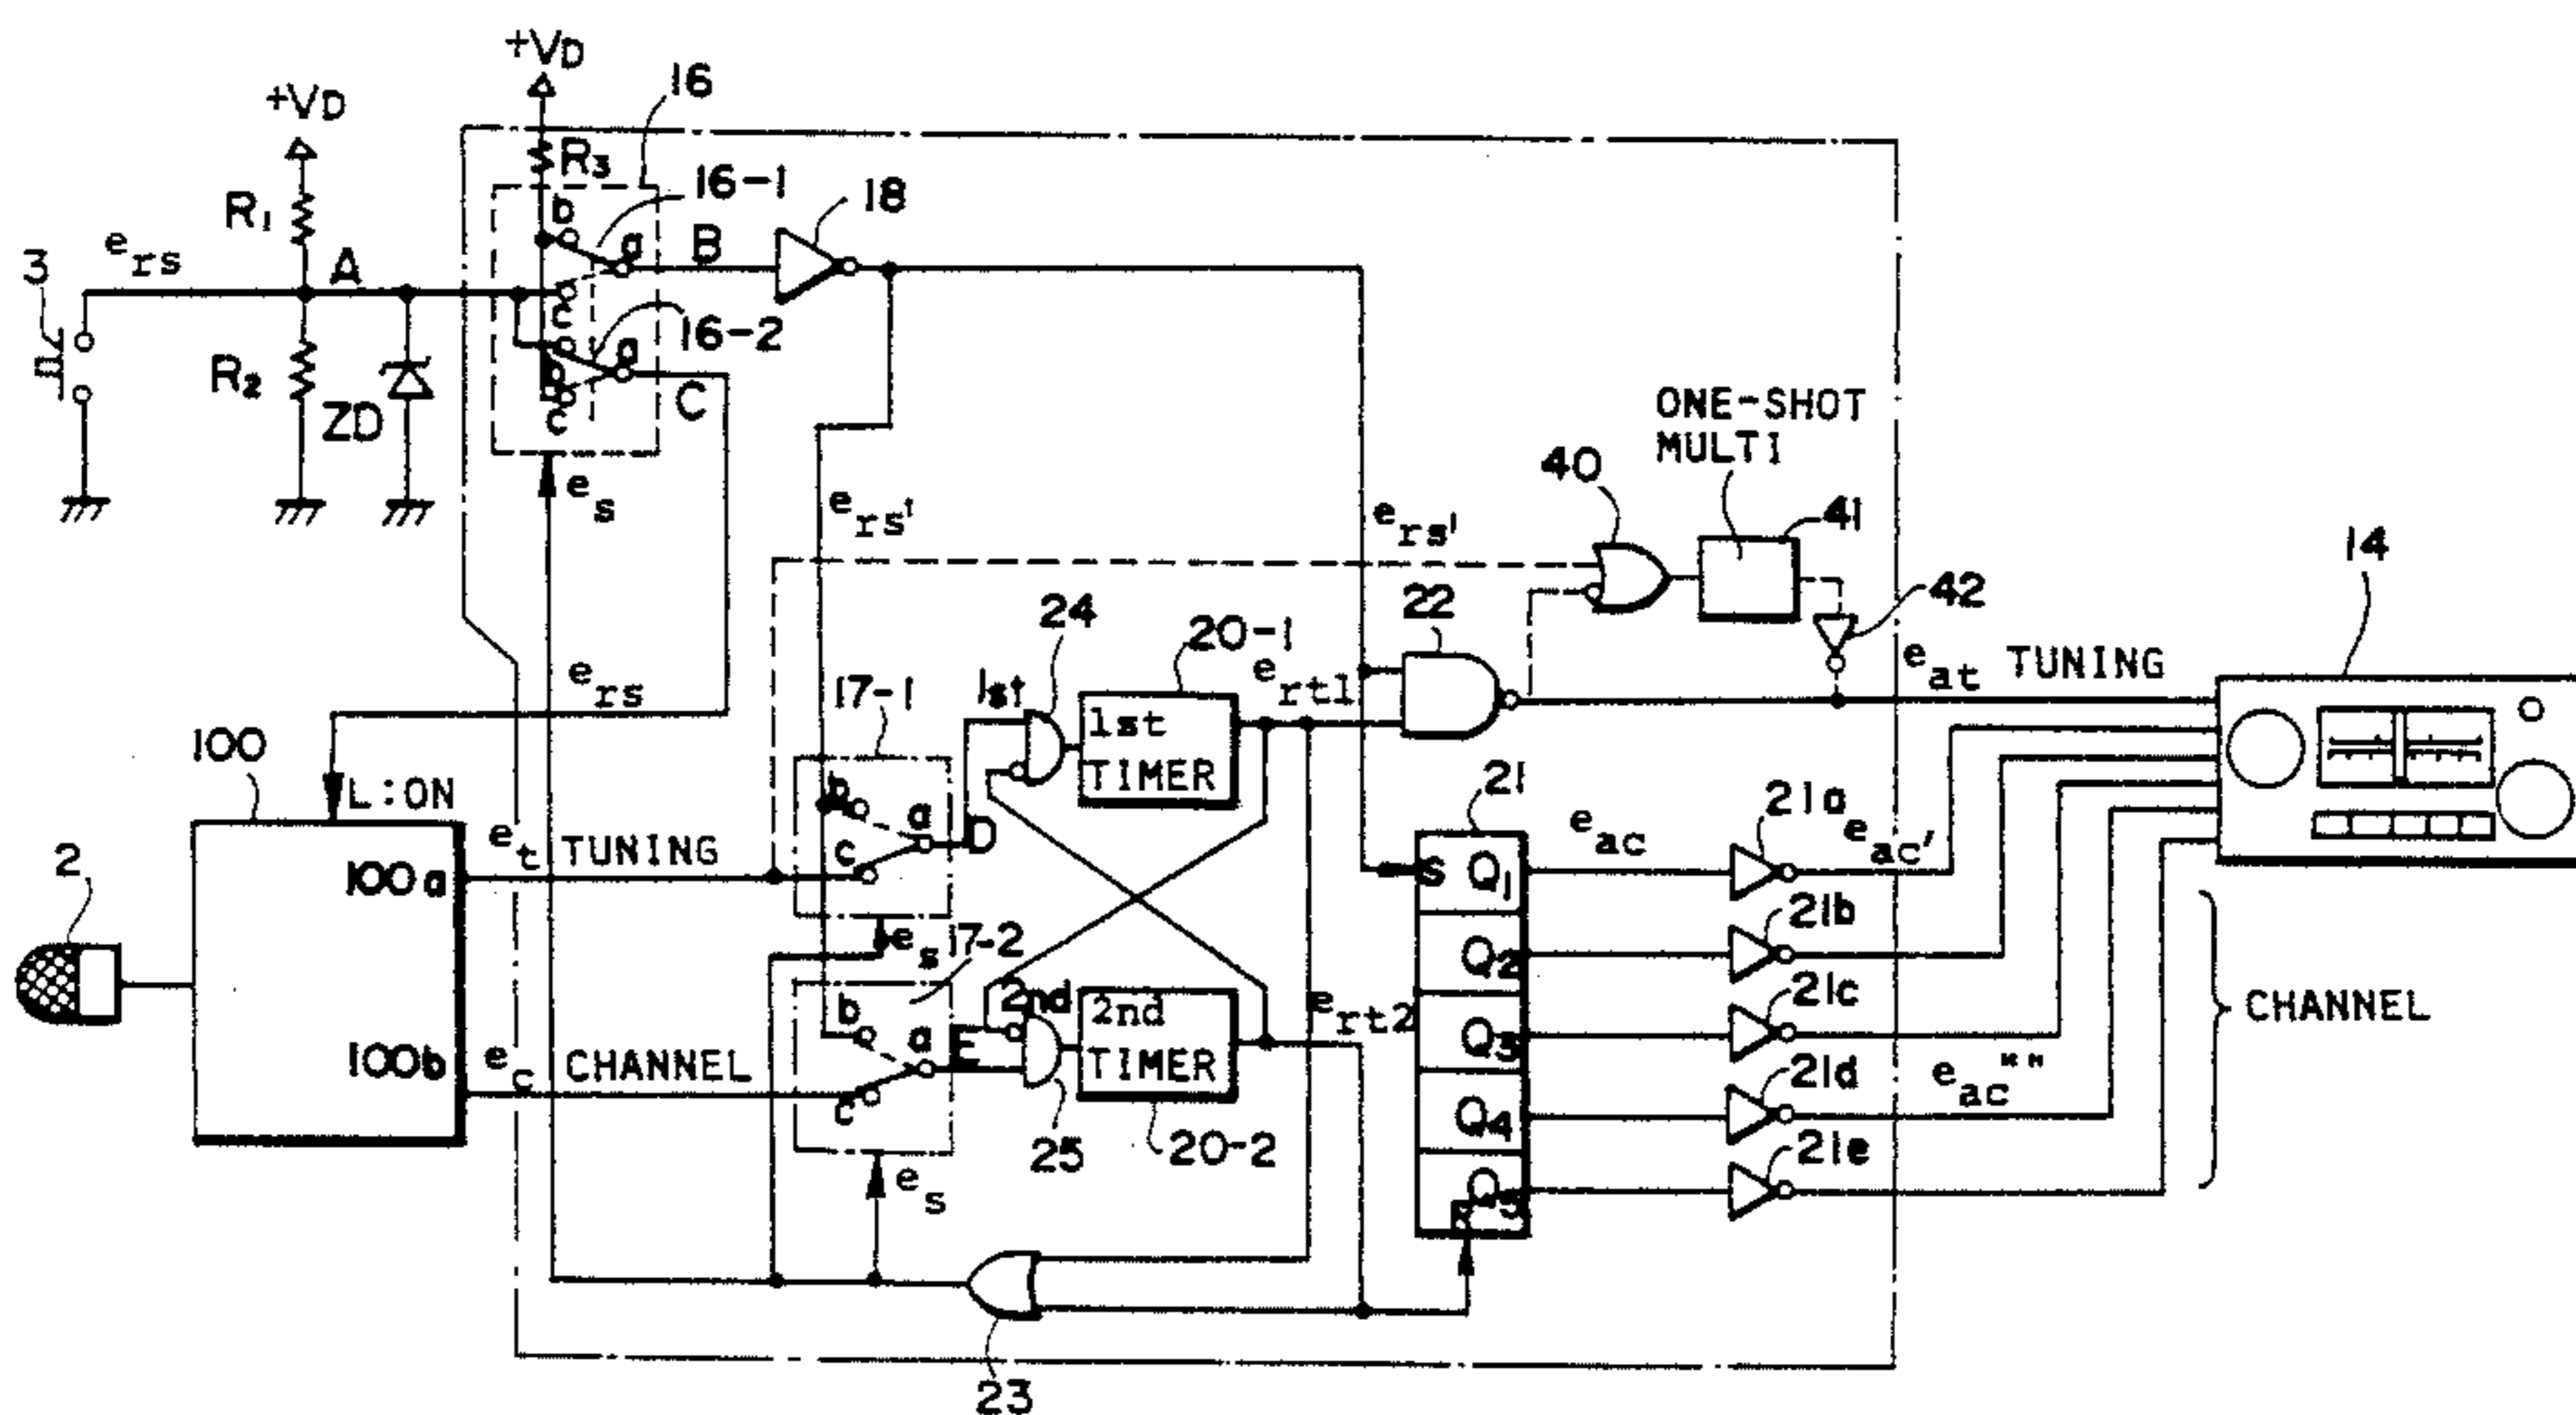 +VD
+VD
16
R3
16-1
18
R1
ers
3
A
b
a
B
c
16-2
b
a
c
C
R2
ZD
es
ers'
ers'
ONE-SHOT
MULTI
40
41
42
14
24
22
20-1
ert1
eat TUNING
ers
17-1
1st
1st
TIMER
100
L:ON
b
a
D
c
21
21a
eac
eac'
et TUNING
100a
S Q1
2
es
17-2
21b
Q2
2nd
2nd
TIMER
ert2
21c
b
a
E
Q3
CHANNEL
100b
ec CHANNEL
c
21d
eac""
Q4
25
20-2
21e
es
Q5
R
23